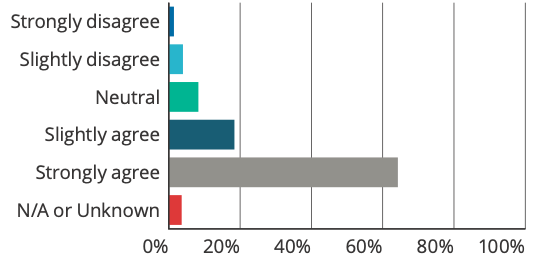 Strongly disagree
Slightly disagree
Neutral
Slightly agree
Strongly agree
N/A or Unknown
0% 20% 40% 60% 80% 100%